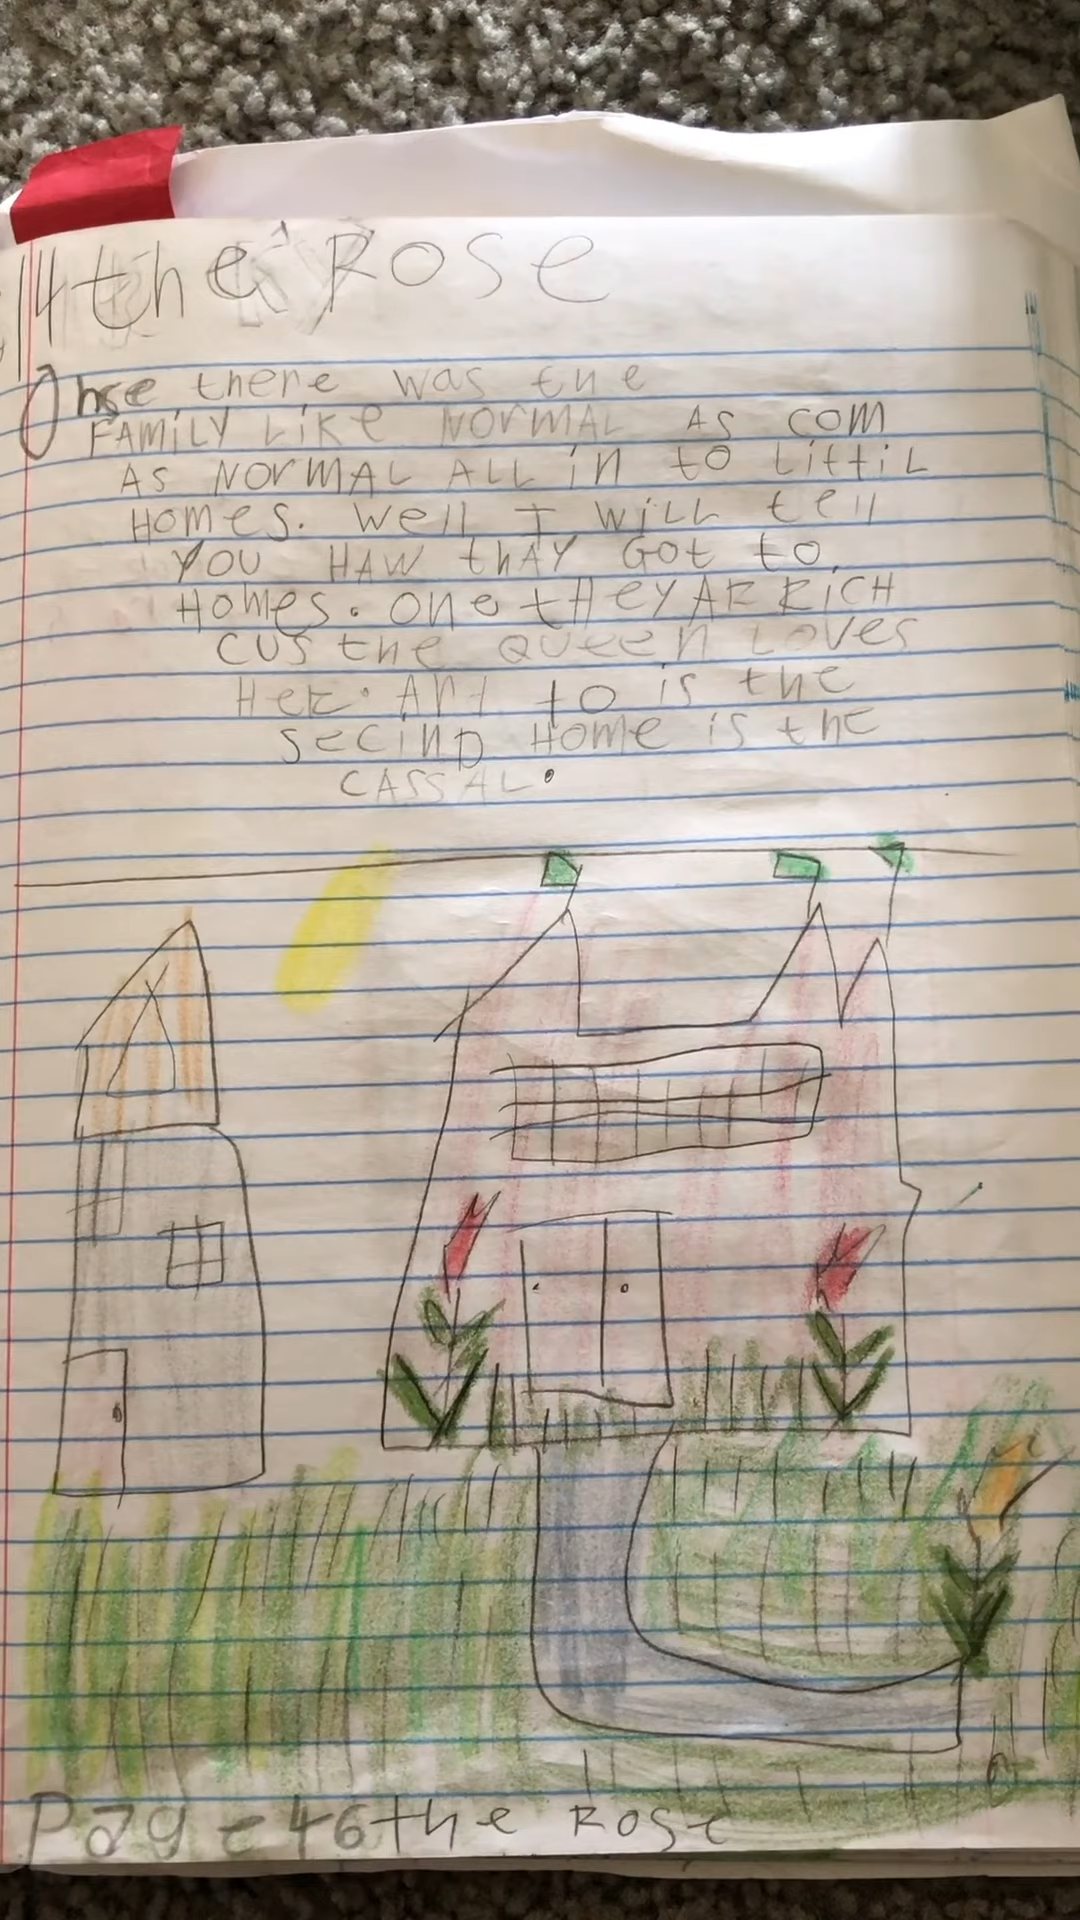 14 the Rose
Onse there was the
FAMiLY LiKe NORMAL AS COM
AS NORMAL ALL in to LittiL
HOMES. Well I WiLL tell
YOU HAW tHAY GOT to
HOMES. One tHeY AR RiCH
CUS the QUeen LOVES
HER. AND to is the
SECIND HOME is the
CASSAL.
Page 46 the Rose